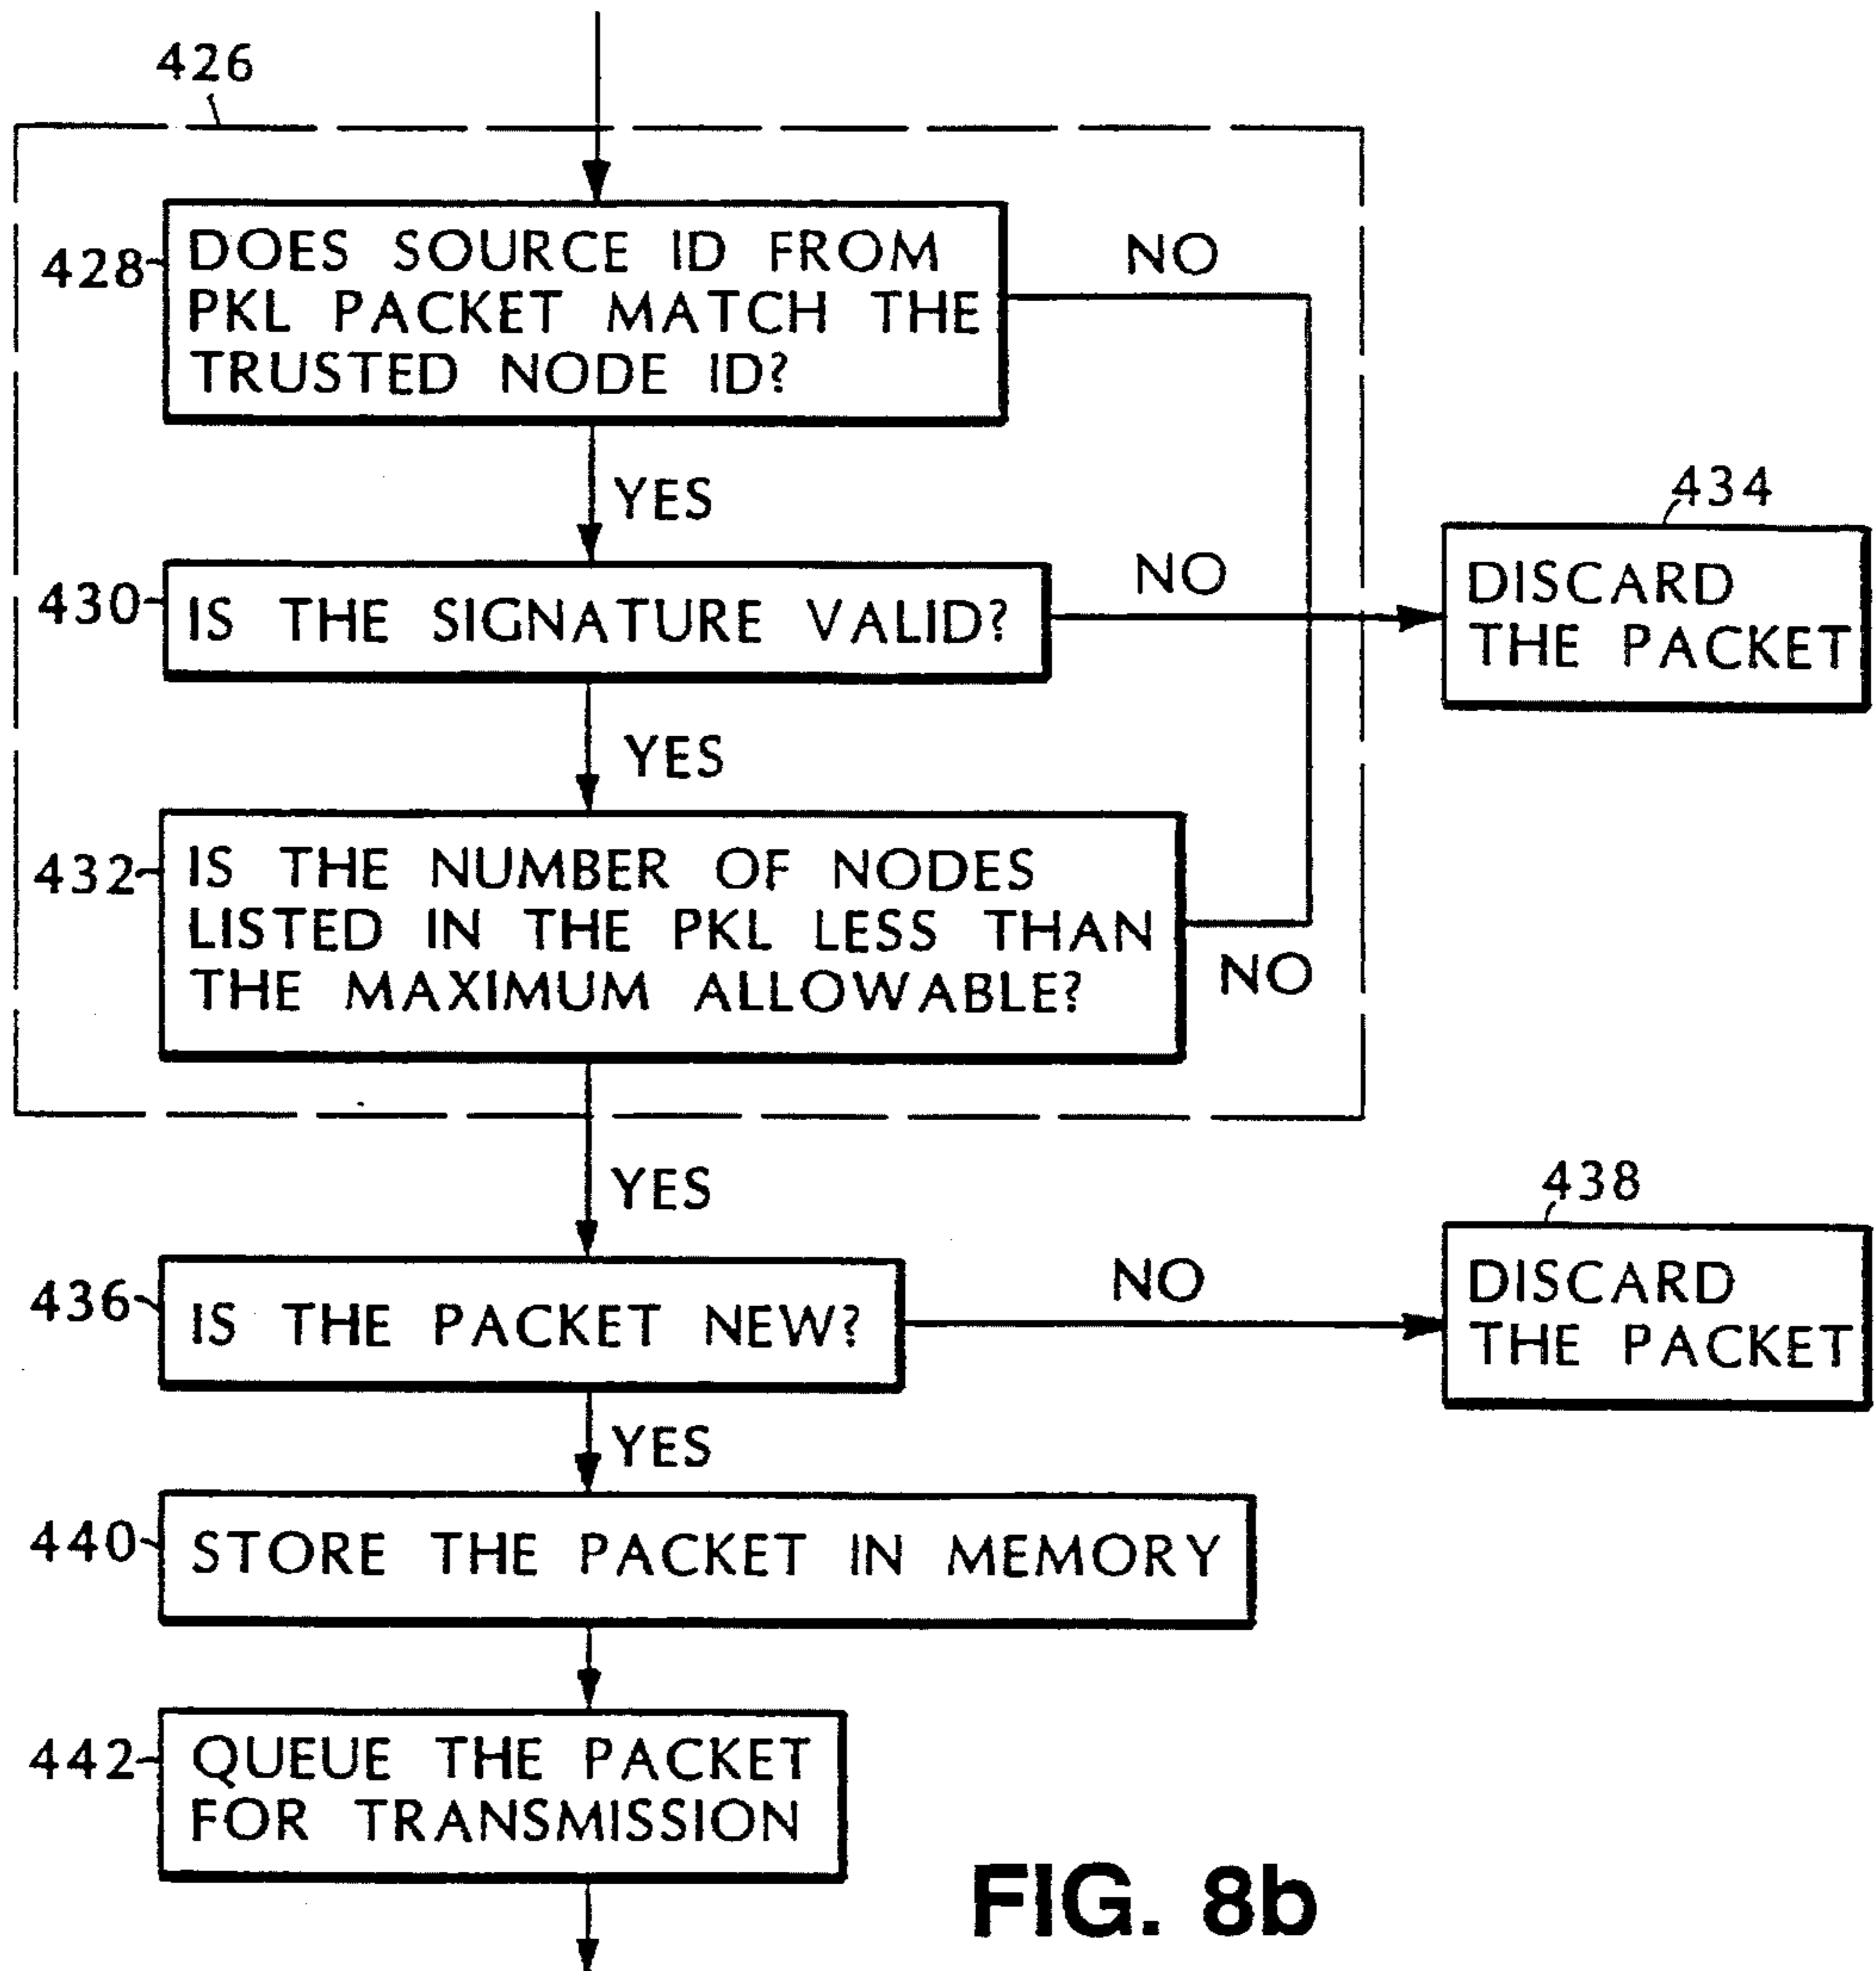 426
428
DOES SOURCE ID FROM
PKL PACKET MATCH THE
TRUSTED NODE ID?
NO
YES
434
DISCARD
THE PACKET
430
IS THE SIGNATURE VALID?
NO
YES
432
IS THE NUMBER OF NODES
LISTED IN THE PKL LESS THAN
THE MAXIMUM ALLOWABLE?
NO
YES
438
DISCARD
THE PACKET
436
IS THE PACKET NEW?
NO
YES
440
STORE THE PACKET IN MEMORY
442
QUEUE THE PACKET
FOR TRANSMISSION
FIG. 8b